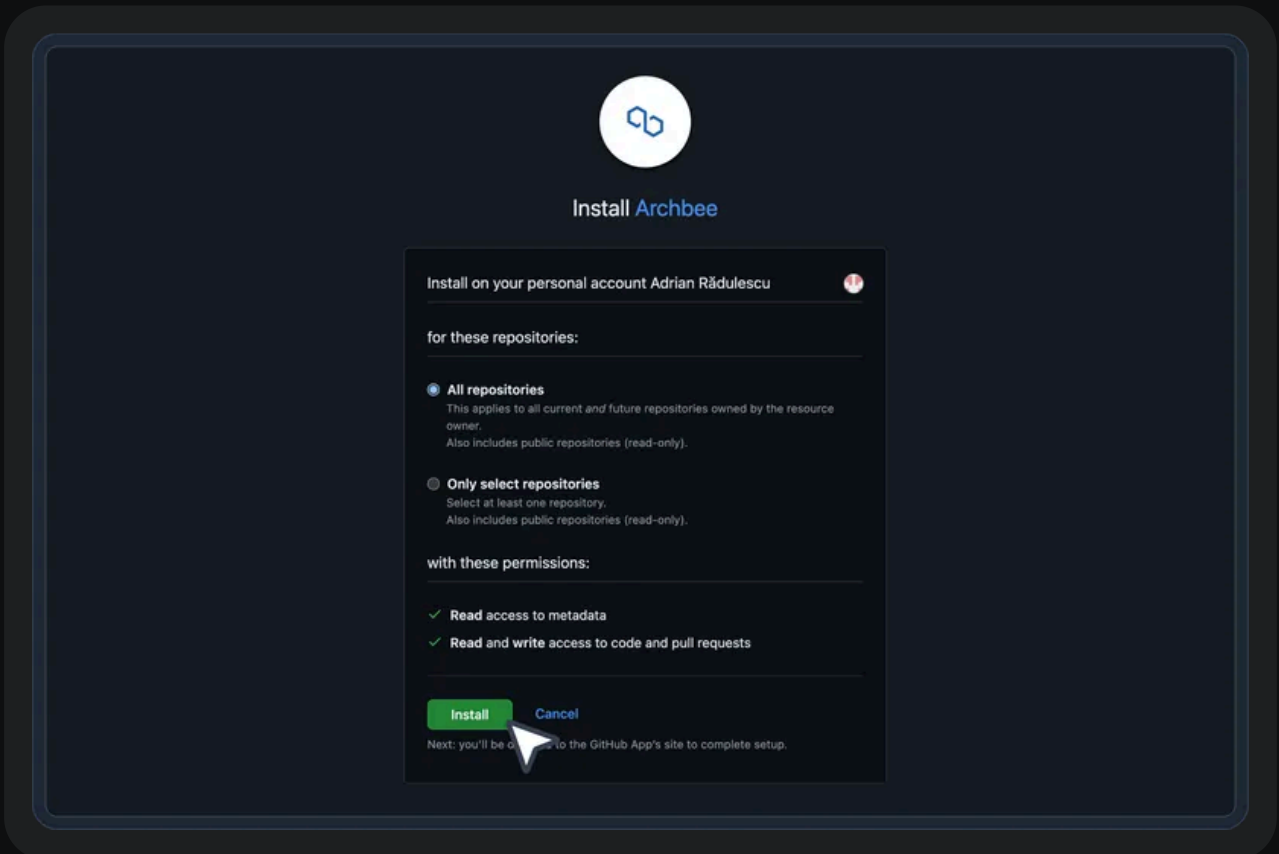 Install Archbee
Install on your personal account Adrian Rădulescu
for these repositories:
All repositories
This applies to all current and future repositories owned by the resource
owner.
Also includes public repositories (read-only).
Only select repositories
Select at least one repository.
Also includes public repositories (read-only).
with these permissions:
Read access to metadata
Read and write access to code and pull requests
Install Cancel
Next: you'll be to the GitHub App's site to complete setup.